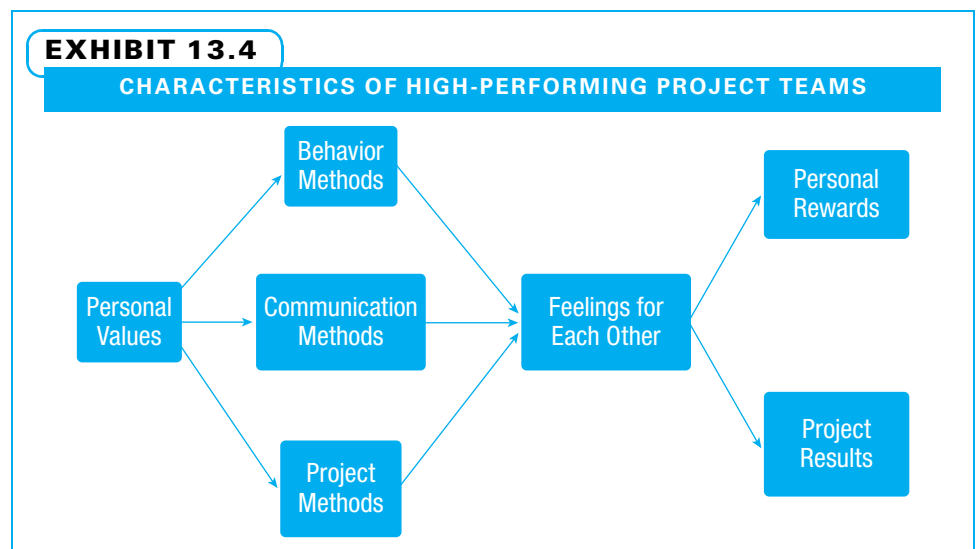 EXHIBIT 13.4
CHARACTERISTICS OF HIGH-PERFORMING PROJECT TEAMS
Behavior
Methods
Personal
Rewards
Personal
Values
Communication
Methods
Feelings for
Each Other
Project
Methods
Project
Results